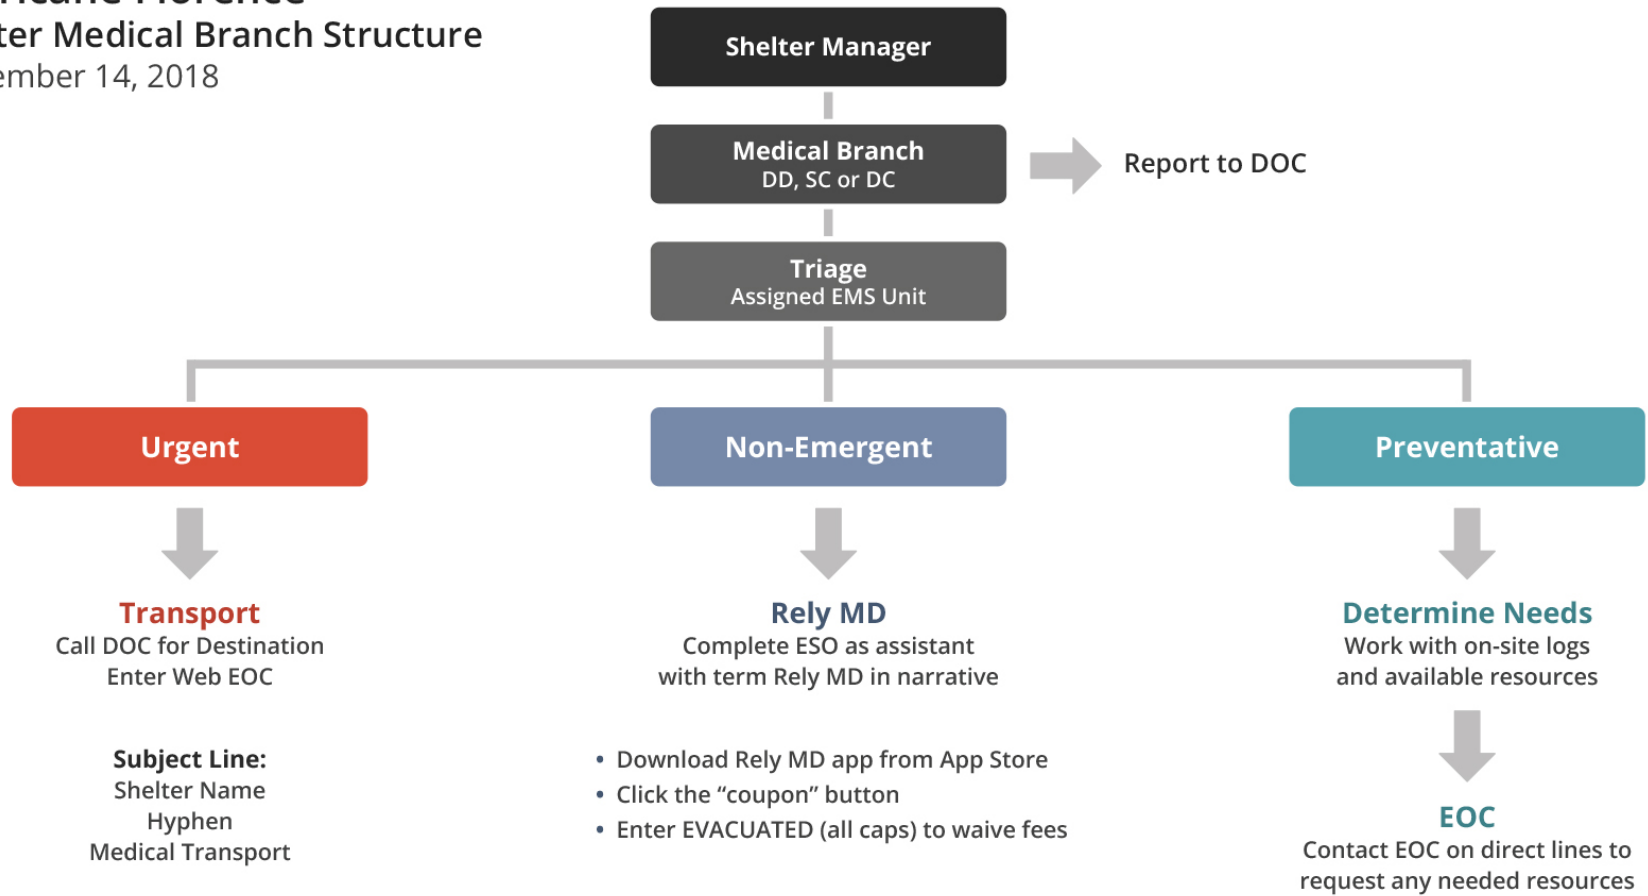 ter Medical Branch Structure
ember 14, 2018
Shelter Manager
Medical Branch
DD, SC or DC
Report to DOC
Triage
Assigned EMS Unit
Urgent
Non-Emergent
Preventative
Transport
Call DOC for Destination
Enter Web EOC
Subject Line:
Shelter Name
Hyphen
Medical Transport
Rely MD
Complete ESO as assistant
with term Rely MD in narrative
• Download Rely MD app from App Store
• Click the “coupon” button
• Enter EVACUATED (all caps) to waive fees
Determine Needs
Work with on-site logs
and available resources
EOC
Contact EOC on direct lines to
request any needed resources